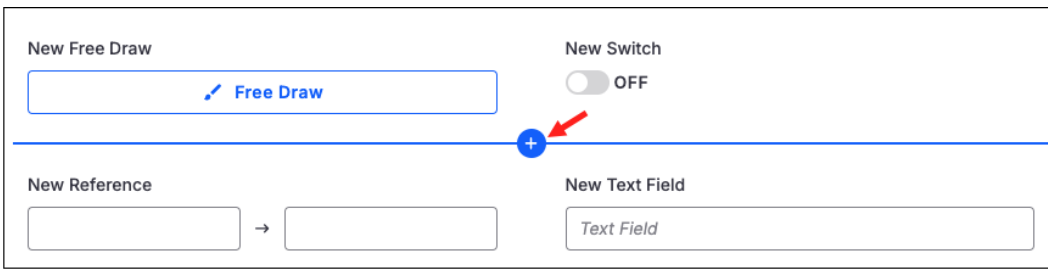 New Free Draw
New Switch
Free Draw
OFF
New Reference
New Text Field
Text Field